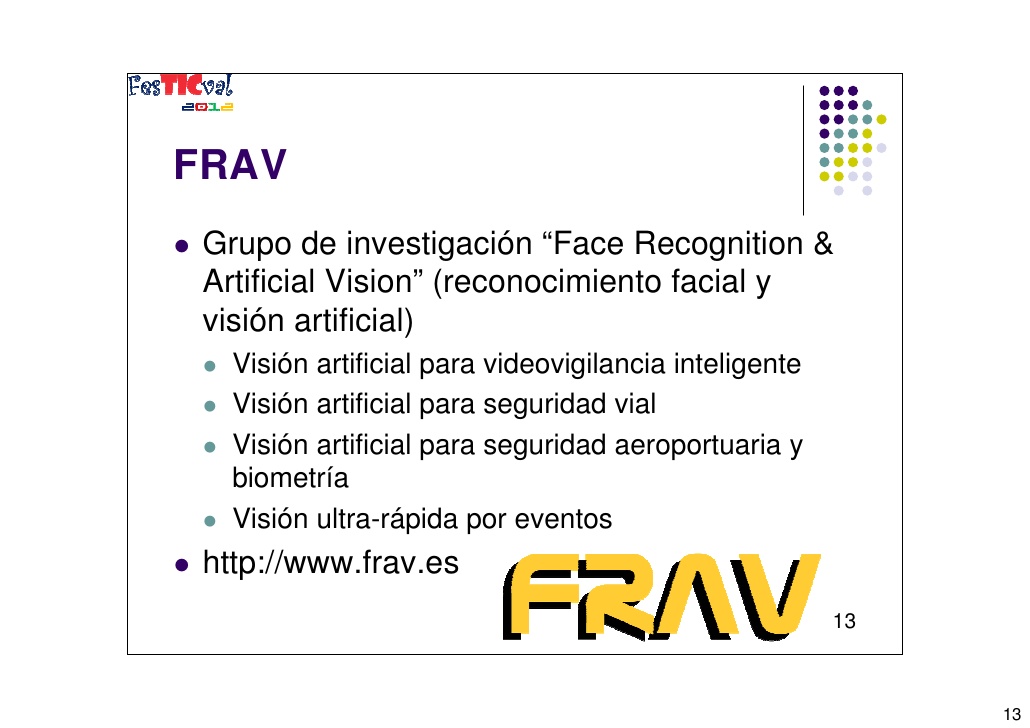 FesTICval
2012
FRAV
Grupo de investigación “Face Recognition &
Artificial Vision” (reconocimiento facial y
visión artificial)
Visión artificial para videovigilancia inteligente
Visión artificial para seguridad vial
Visión artificial para seguridad aeroportuaria y
biometría
Visión ultra-rápida por eventos
http://www.frav.es
FRAV
13
13